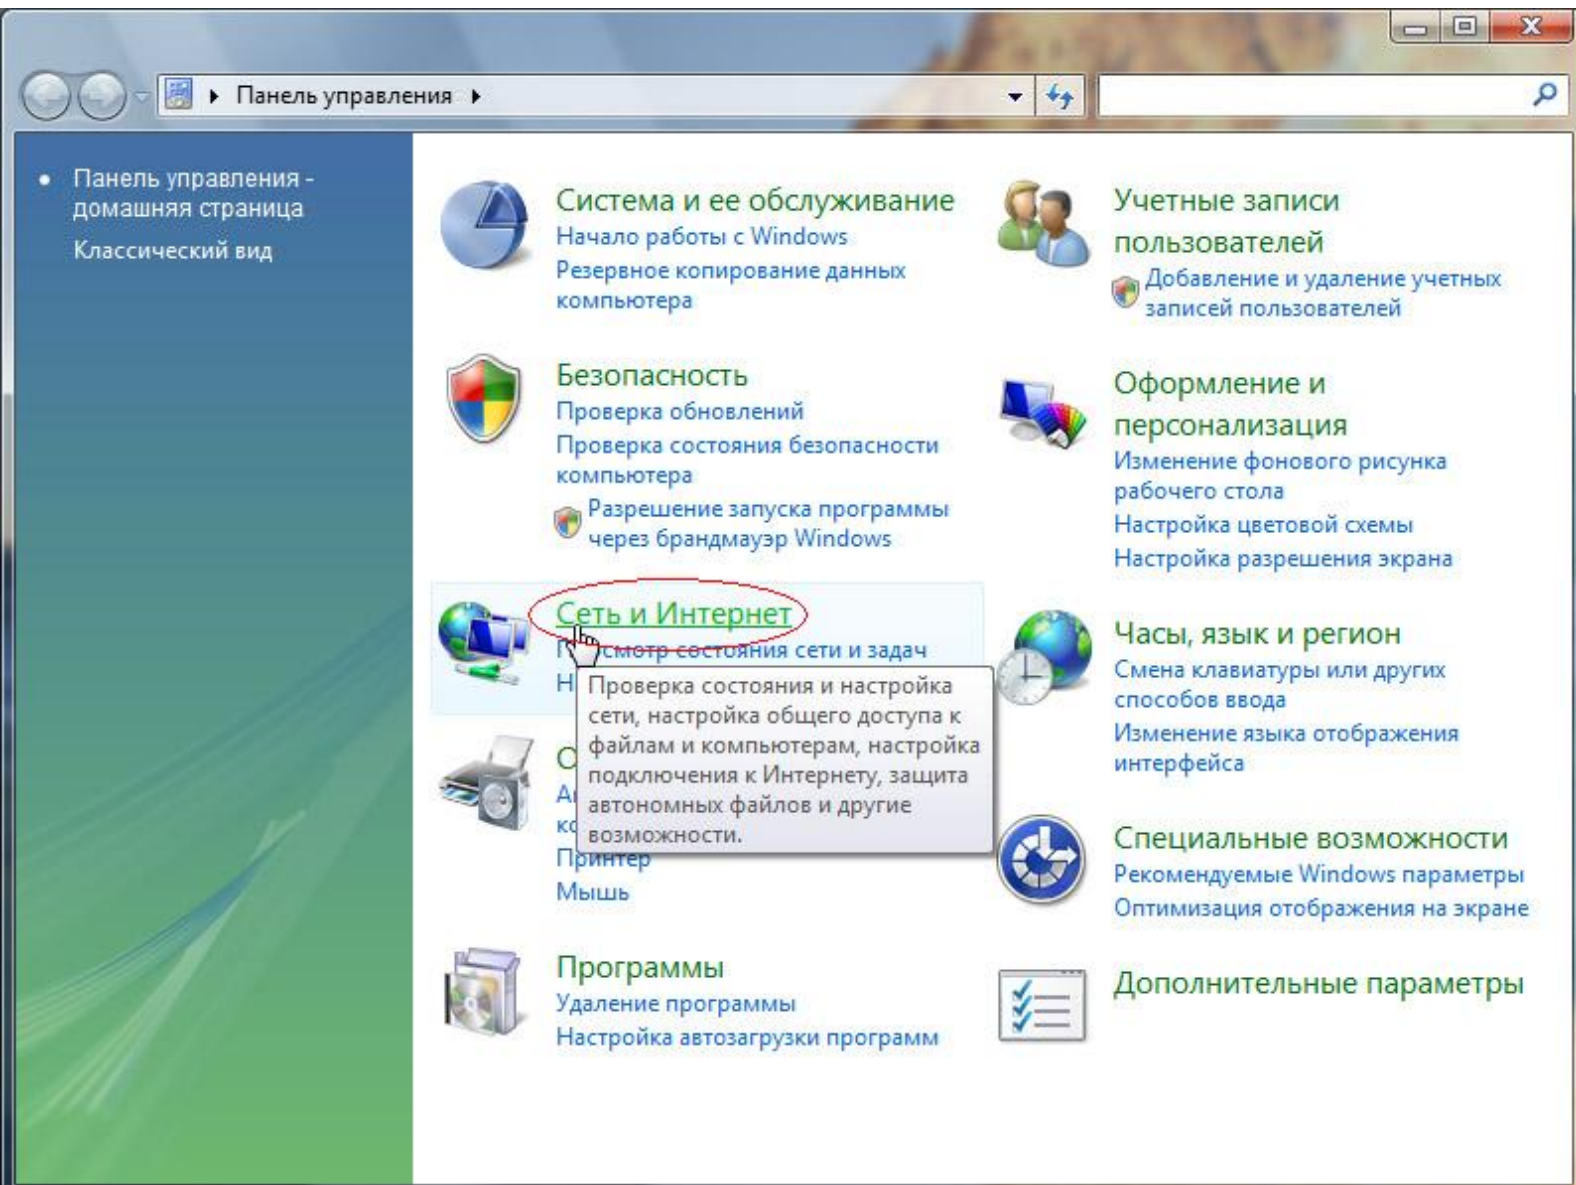 Панель управления
Панель управления -
домашняя страница
Классический вид
Система и ее обслуживание
Начало работы с Windows
Резервное копирование данных
компьютера
Безопасность
Проверка обновлений
Проверка состояния безопасности
компьютера
Разрешение запуска программы
через брандмауэр Windows
Сеть и Интернет
смотр состояния сети и задач
Проверка состояния и настройка
сети, настройка общего доступа к
файлам и компьютерам, настройка
подключения к Интернету, защита
автономных файлов и другие
возможности.
Принтер
Мышь
Программы
Удаление программы
Настройка автозагрузки программ
Учетные записи
пользователей
Добавление и удаление учетных
записей пользователей
Оформление и
персонализация
Изменение фонового рисунка
рабочего стола
Настройка цветовой схемы
Настройка разрешения экрана
Часы, язык и регион
Смена клавиатуры или других
способов ввода
Изменение языка отображения
интерфейса
Специальные возможности
Рекомендуемые Windows параметры
Оптимизация отображения на экране
Дополнительные параметры